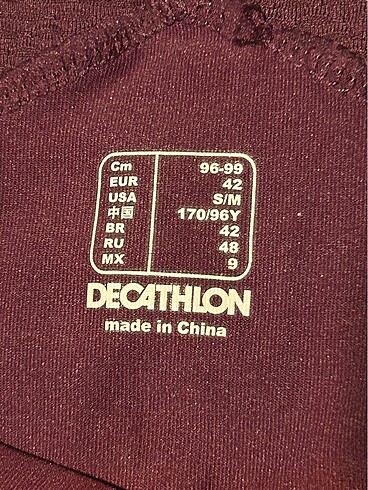 Cm 96-99
EUR 42
USA S/M
中国 170/96Y
BR 42
RU 48
MX 9
DECATHLON
made in China